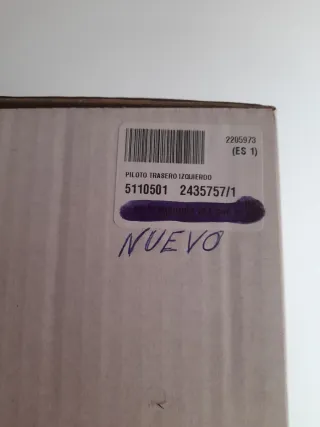 2205973
(ES 1)
PILOTO TRASERO IZQUIERDO
5110501 2435757/1
NUEVO